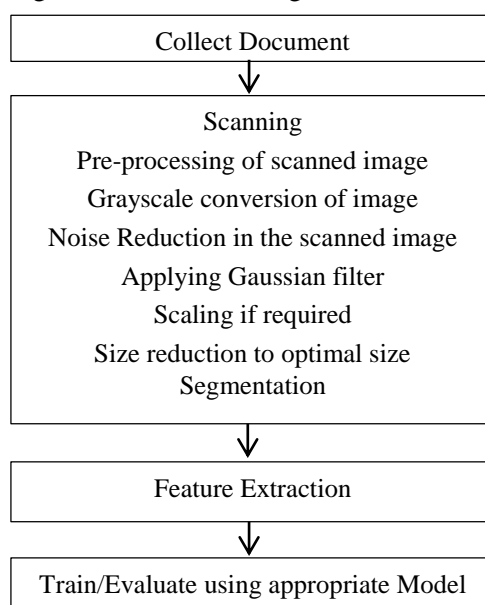 Collect Document
Scanning
Pre-processing of scanned image
Grayscale conversion of image
Noise Reduction in the scanned image
Applying Gaussian filter
Scaling if required
Size reduction to optimal size
Segmentation
Feature Extraction
Train/Evaluate using appropriate Model